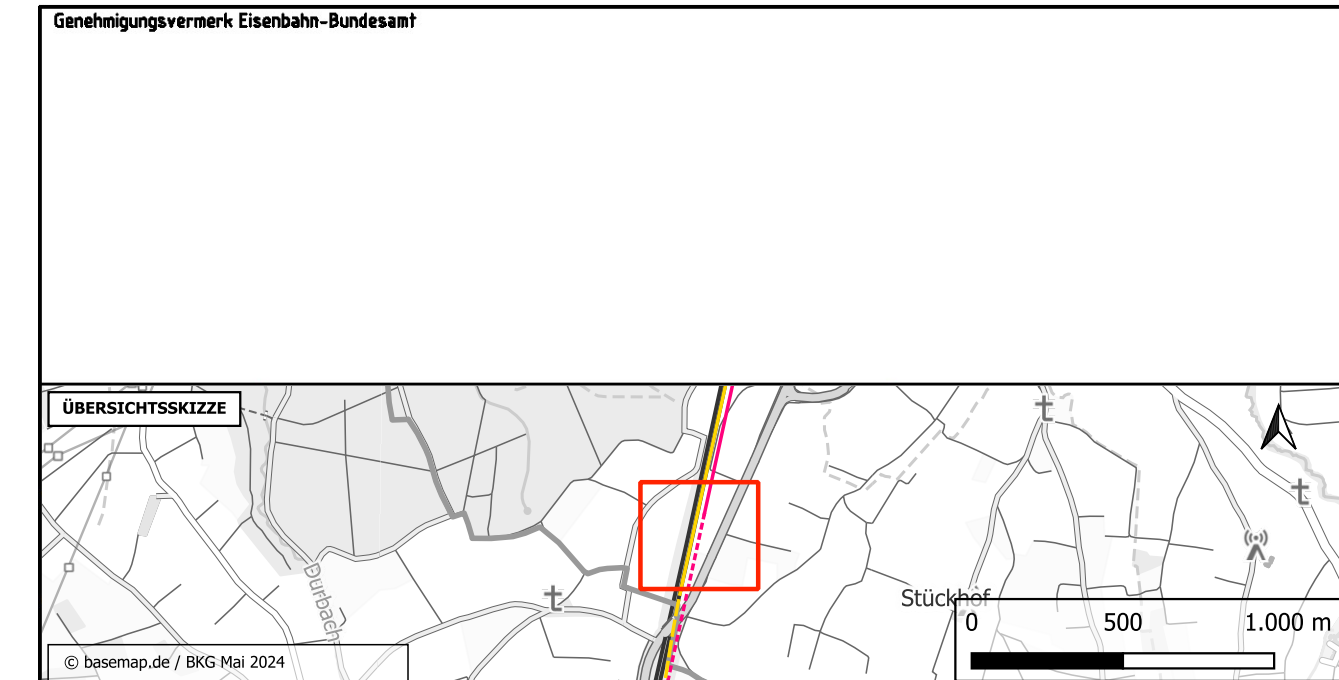 Genehmigungsvermerk Eisenbahn-Bundesamt
ÜBERSICHTSSKIZZE
Durbach
Stückhof
0 500 1.000 m
© basemap.de / BKG Mai 2024